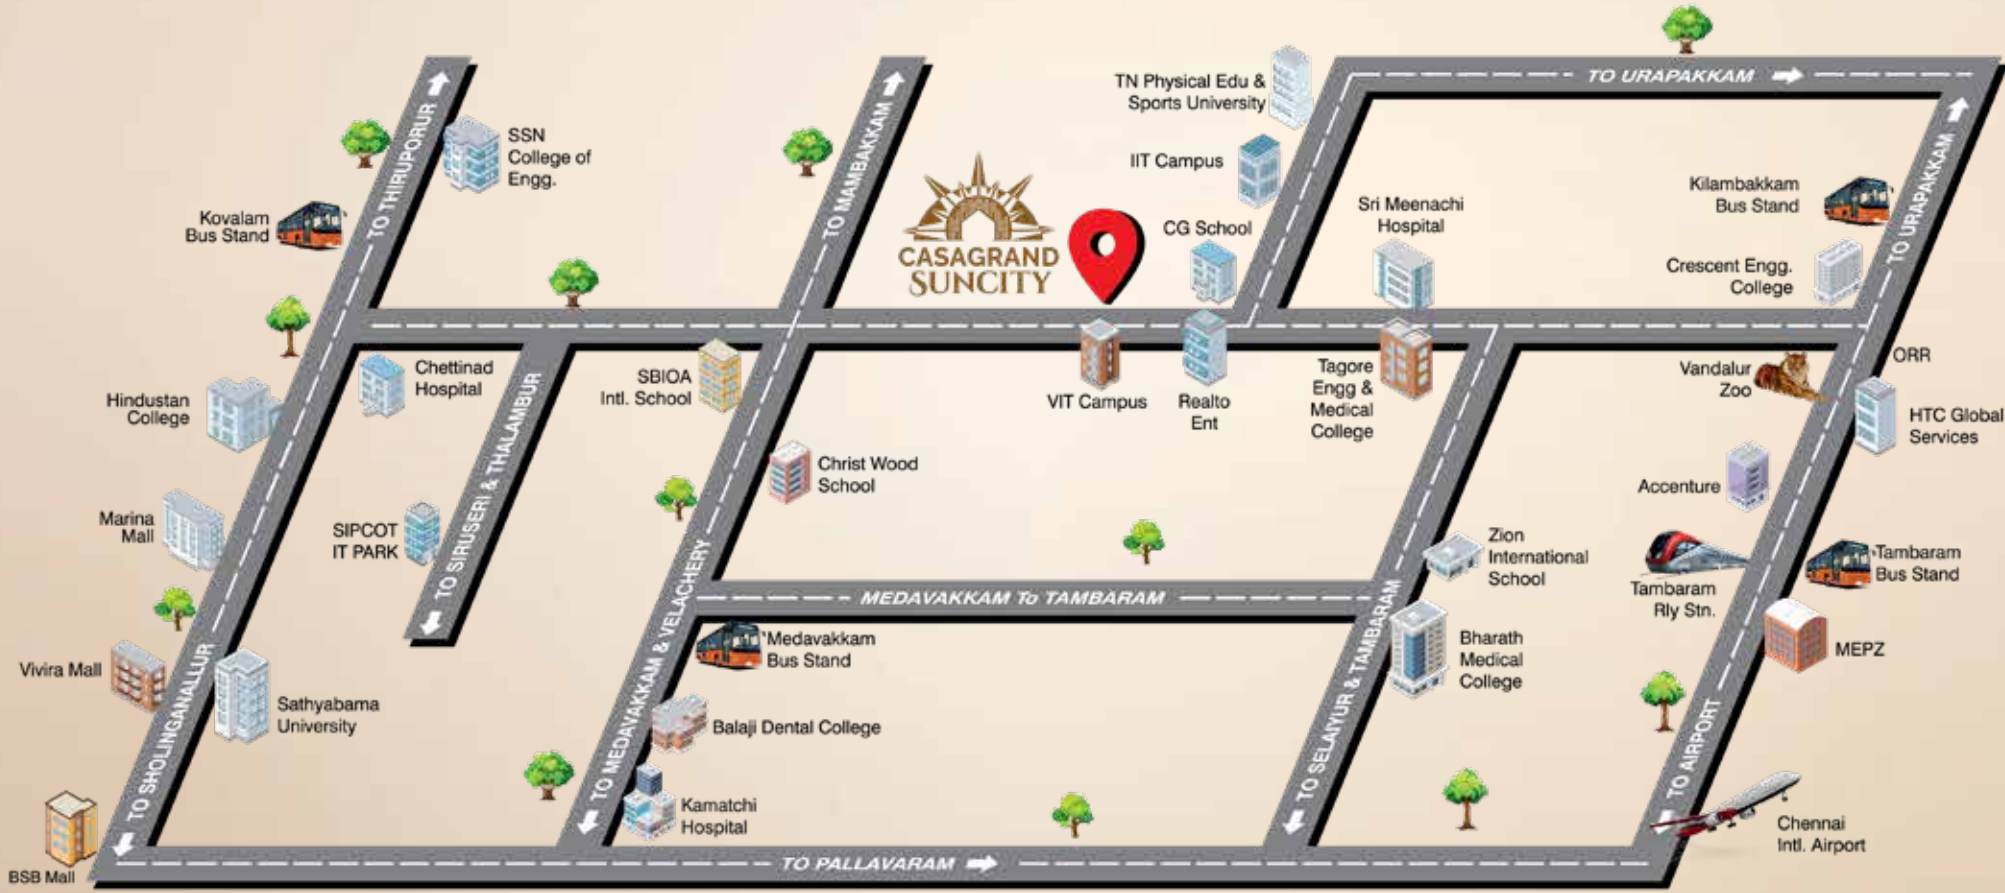 TO URAPAKKAM
TN Physical Edu &
Sports University
SSN
College of
Engg.
TO THIRUPORUR
TO MAMBAKKAM
IIT Campus
TO URAPAKKAM
Kilambakkam
Bus Stand
Kovalam
Bus Stand
Sri Meenachi
Hospital
CG School
CASAGRAND
SUNCITY
Crescent Engg.
College
ORR
Chettinad
Hospital
SBIOA
Intl. School
Hindustan
College
VIT Campus
Realto
Ent
Tagore
Engg &
Medical
College
Vandalur
Zoo
HTC Global
Services
TO SIRUSERI & THALAMBUR
Christ Wood
School
Accenture
Marina
Mall
SIPCOT
IT PARK
Zion
International
School
Tambaram
Rly Stn.
Tambaram
Bus Stand
MEDAVAKKAM To TAMBARAM
TO MEDAVAKKAM & VELACHERY
Medavakkam
Bus Stand
TO SELAIYUR & TAMBARAM
Bharath
Medical
College
MEPZ
Vivira Mall
TO SHOLINGANALLUR
Sathyabama
University
Balaji Dental College
TO AIRPORT
Kamatchi
Hospital
Chennai
Intl. Airport
BSB Mall
TO PALLAVARAM